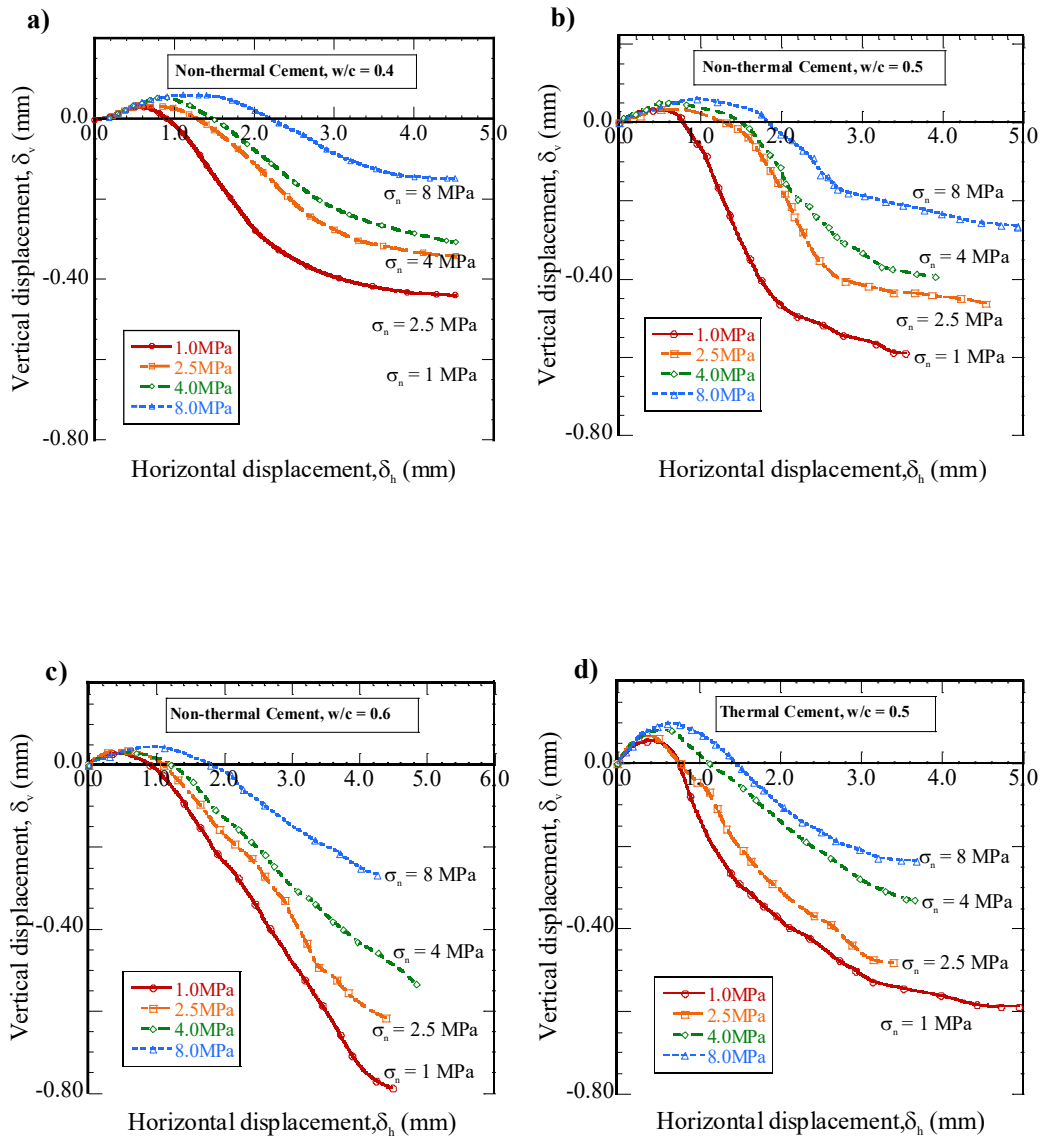 a)
Non-thermal Cement, w/c = 0.4
Vertical displacement, δv (mm)
0.0
-0.40
-0.80
0.0 1.0 2.0 3.0 4.0 5.0
σn = 8 MPa
σn = 4 MPa
σn = 2.5 MPa
σn = 1 MPa
1.0MPa
2.5MPa
4.0MPa
8.0MPa
Horizontal displacement,δh (mm)
b)
Non-thermal Cement, w/c = 0.5
Vertical displacement, δv (mm)
0.0
-0.40
-0.80
0.0 1.0 2.0 3.0 4.0 5.0
σn = 8 MPa
σn = 4 MPa
σn = 2.5 MPa
σn = 1 MPa
1.0MPa
2.5MPa
4.0MPa
8.0MPa
Horizontal displacement,δh (mm)
c)
Non-thermal Cement, w/c = 0.6
Vertical displacement, δv (mm)
0.0
-0.40
-0.80
0.0 1.0 2.0 3.0 4.0 5.0 6.0
σn = 8 MPa
σn = 4 MPa
σn = 2.5 MPa
σn = 1 MPa
1.0MPa
2.5MPa
4.0MPa
8.0MPa
Horizontal displacement,δh (mm)
d)
Thermal Cement, w/c = 0.5
Vertical displacement, δv (mm)
0.0
-0.40
-0.80
0.0 1.0 2.0 3.0 4.0 5.0
σn = 8 MPa
σn = 4 MPa
σn = 2.5 MPa
σn = 1 MPa
1.0MPa
2.5MPa
4.0MPa
8.0MPa
Horizontal displacement,δh (mm)